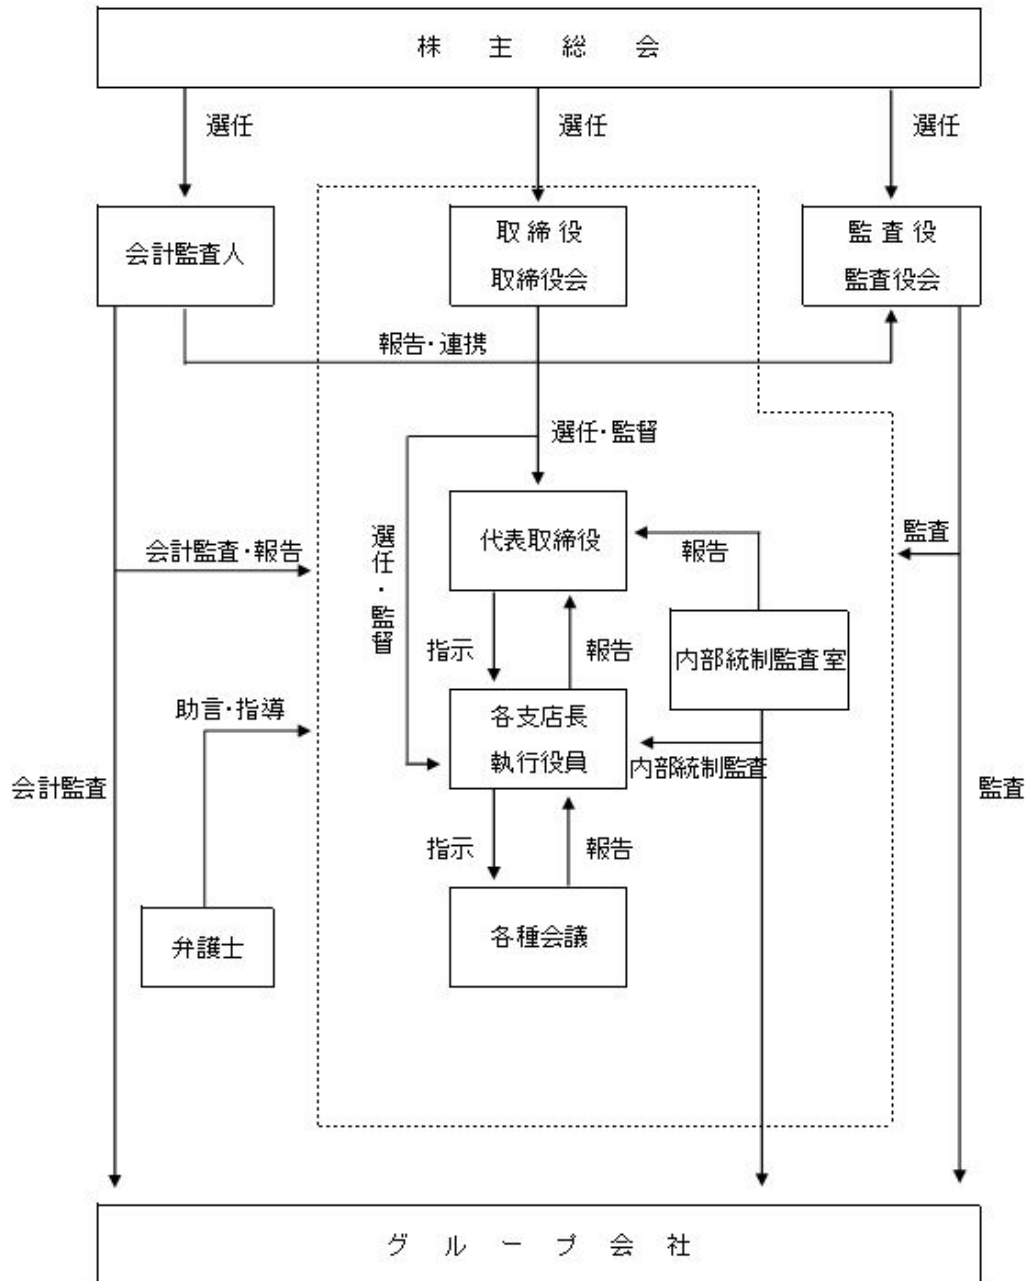 株主総会
選任
選任
選任
会計監査人
取締役
取締役会
監査役
監査役会
報告・連携
選任・監督
選任・監督
代表取締役
報告
監査
会計監査・報告
指示
報告
内部統制監査室
助言・指導
各支店長
執行役員
内部統制監査
会計監査
監査
指示
報告
弁護士
各種会議
グループ会社